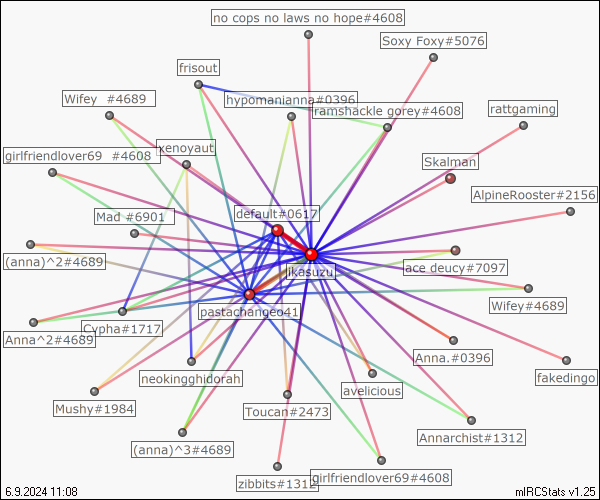 no cops no laws no hope#4608
Soxy Foxy#5076
frisout
Wifey  #4689
hypomanianna#0396
ramshackle gorey#4608
rattgaming
xenoyaut
girlfriendlover69  #4608
Skalman
AlpineRooster#2156
default#0617
Mad #6901
(anna)^2#4689
jkasuzu
ace_deucy#7097
Wifey#4689
pastachangeo41
Cypha#1717
Anna^2#4689
Anna.#0396
fakedingo
neokingghidorah
avelicious
Mushy#1984
Toucan#2473
Annarchist#1312
(anna)^3#4689
girlfriendlover69#4608
zibbits#1312
6.9.2024 11:08
mIRCStats v1.25